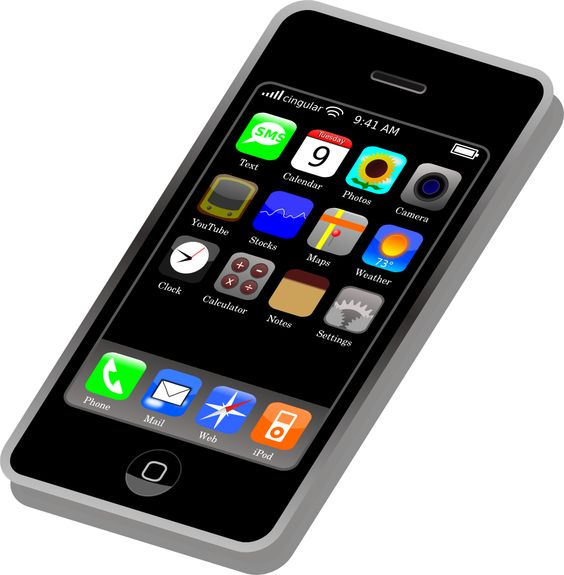 cingular 9:41 AM
SMS
Tuesday
9
Text Calendar Photos Camera
73°
YouTube Stocks Maps Weather
+ −
× ÷
Clock Calculator Notes Settings
Phone Mail Web iPod